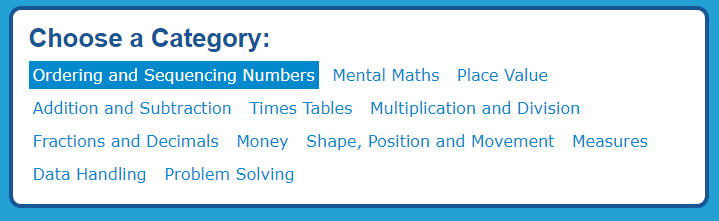 Choose a Category:
Ordering and Sequencing Numbers Mental Maths Place Value
Addition and Subtraction Times Tables Multiplication and Division
Fractions and Decimals Money Shape, Position and Movement Measures
Data Handling Problem Solving